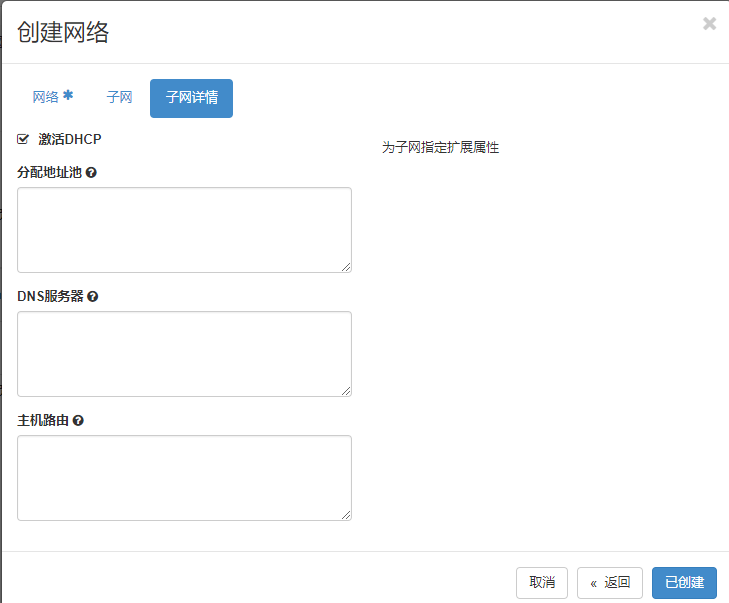 创建网络
网络 *
子网
子网详情
激活DHCP
为子网指定扩展属性
分配地址池
DNS服务器
主机路由
取消
« 返回
已创建